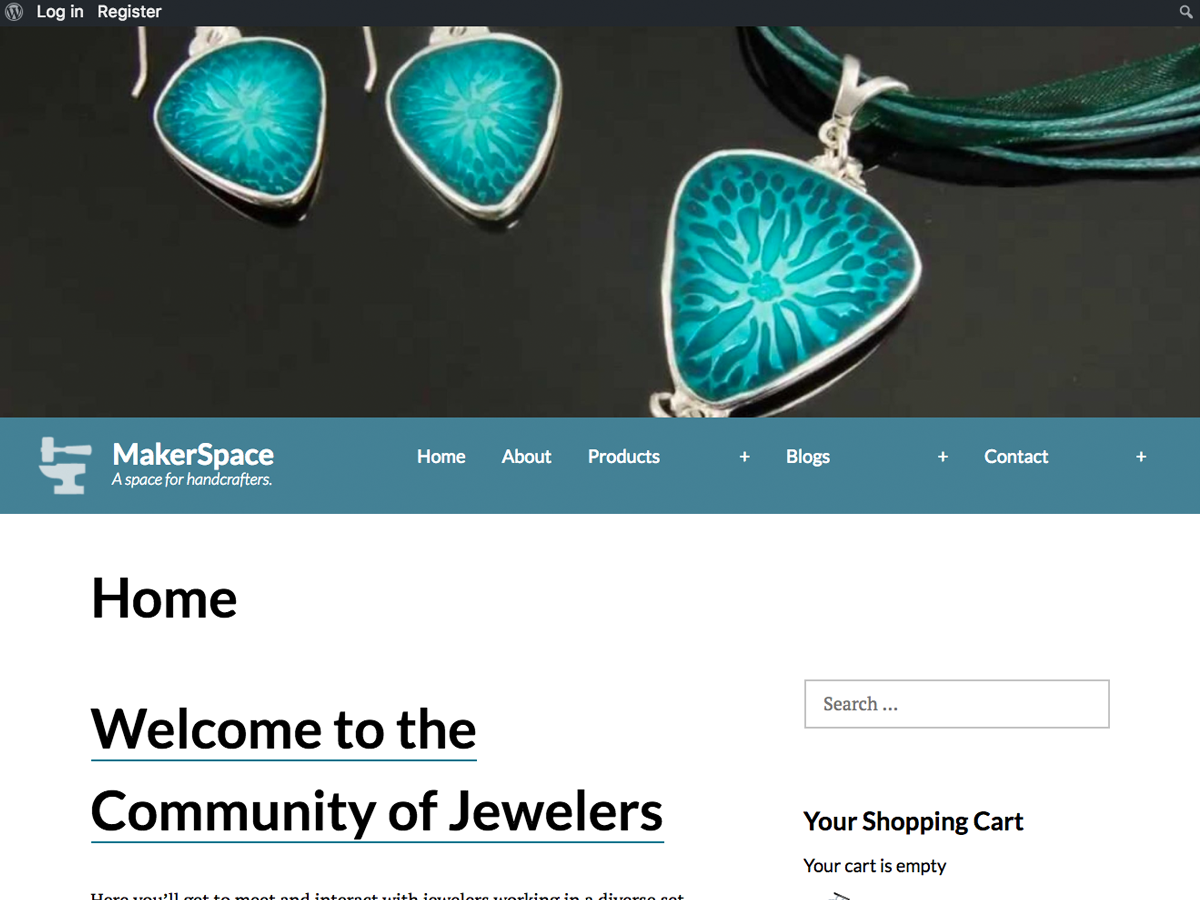 Log in Register
MakerSpace
A space for handcrafters.
Home About Products + Blogs + Contact +
Home
Welcome to the
Community of Jewelers
Here you'll get to meet and interact with jewelers working in a diverse set
Search ...
Your Shopping Cart
Your cart is empty